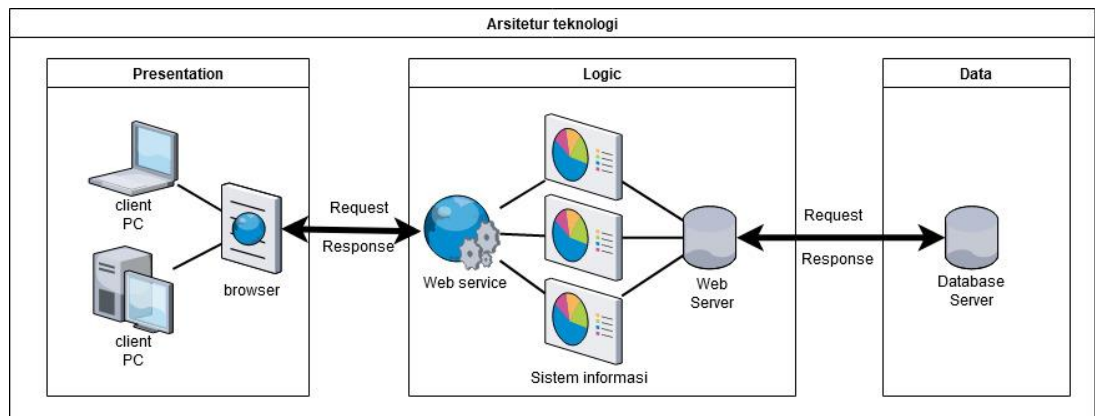 Arsitetur teknologi
Presentation
client
PC
client
PC
browser
Request
Response
Logic
Web service
Sistem informasi
Web
Server
Request
Response
Data
Database
Server